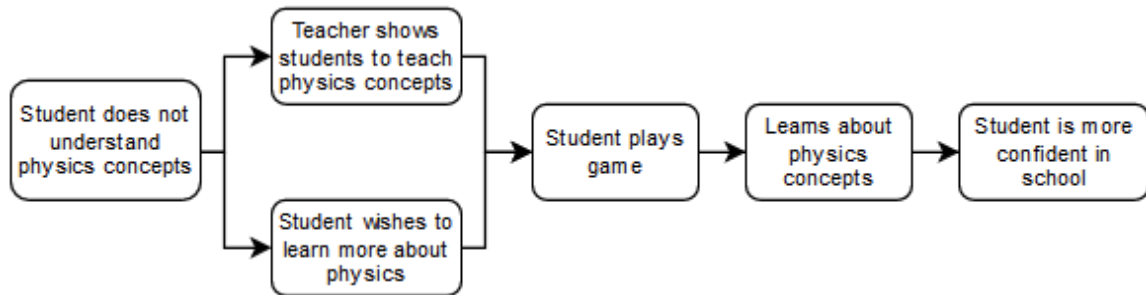 Student does not
understand
physics concepts
Teacher shows
students to teach
physics concepts
Student wishes to
learn more about
physics
Student plays
game
Learns about
physics
concepts
Student is more
confident in
school